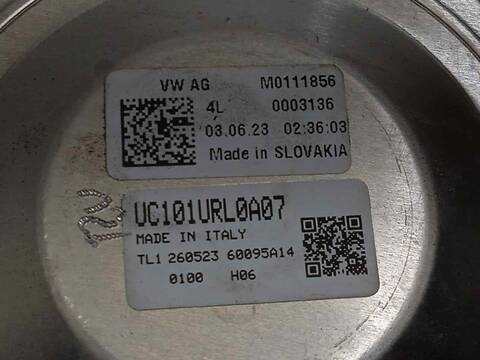 VW AG M0111856
4L 0003136
03.06.23 02:36:03
Made in SLOVAKIA
R2
UC101URL0A07
MADE IN ITALY
TL1 260523 60095A14
0100 H06